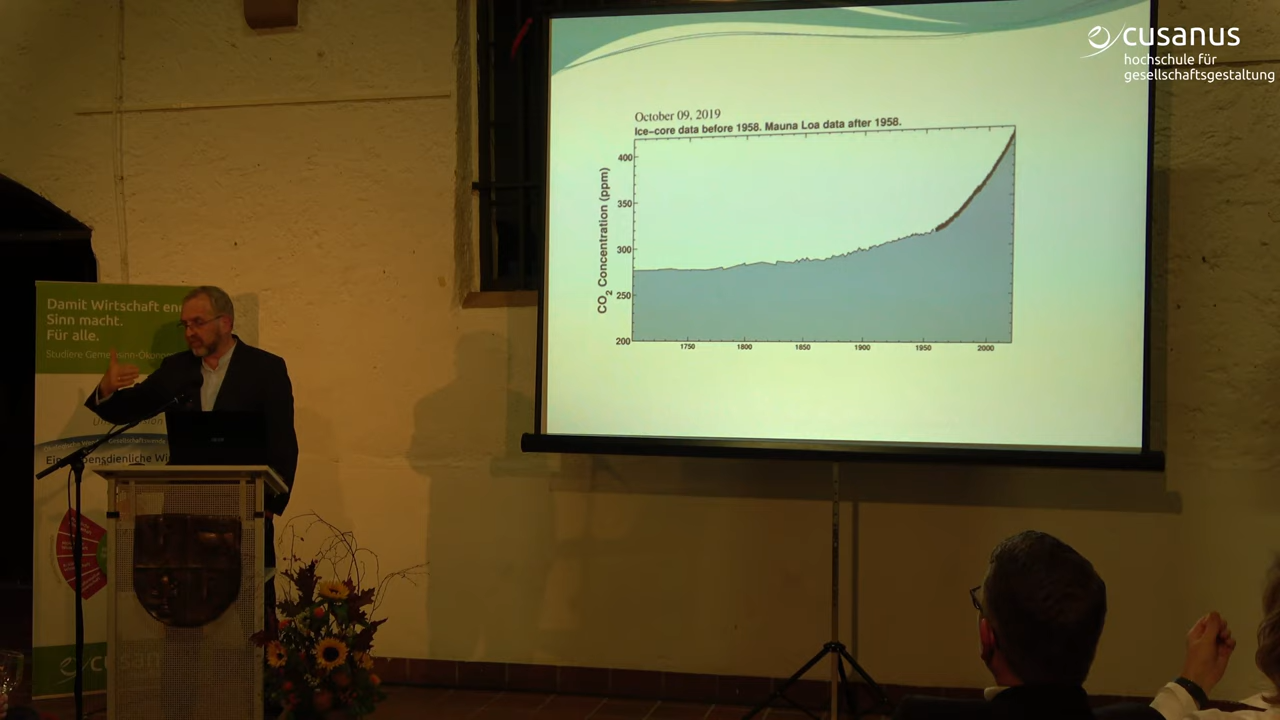 cusanus
hochschule für
gesellschaftsgestaltung
October 09, 2019
Ice-core data before 1958. Mauna Loa data after 1958.
CO2 Concentration (ppm)
400
350
300
250
200
1750
1800
1850
1900
1950
2000
Damit Wirtschaft
Sinn macht.
Für alle.
Studiere